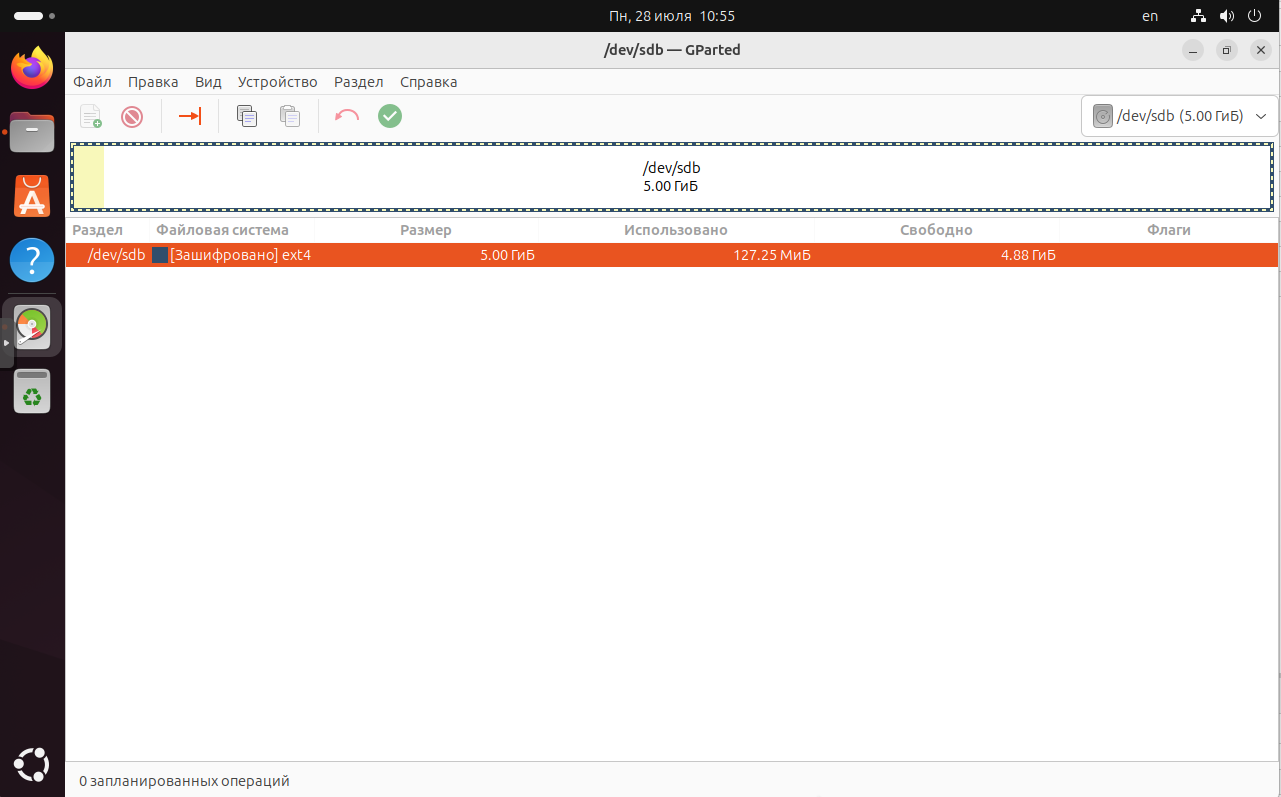 Пн, 28 июля 10:55
en
/dev/sdb — GParted
Файл Правка Вид Устройство Раздел Справка
/dev/sdb (5.00 ГиБ)
/dev/sdb
5.00 ГиБ
Раздел Файловая система Размер Использовано Свободно Флаги
/dev/sdb [Зашифровано] ext4 5.00 ГиБ 127.25 МиБ 4.88 ГиБ
0 запланированных операций